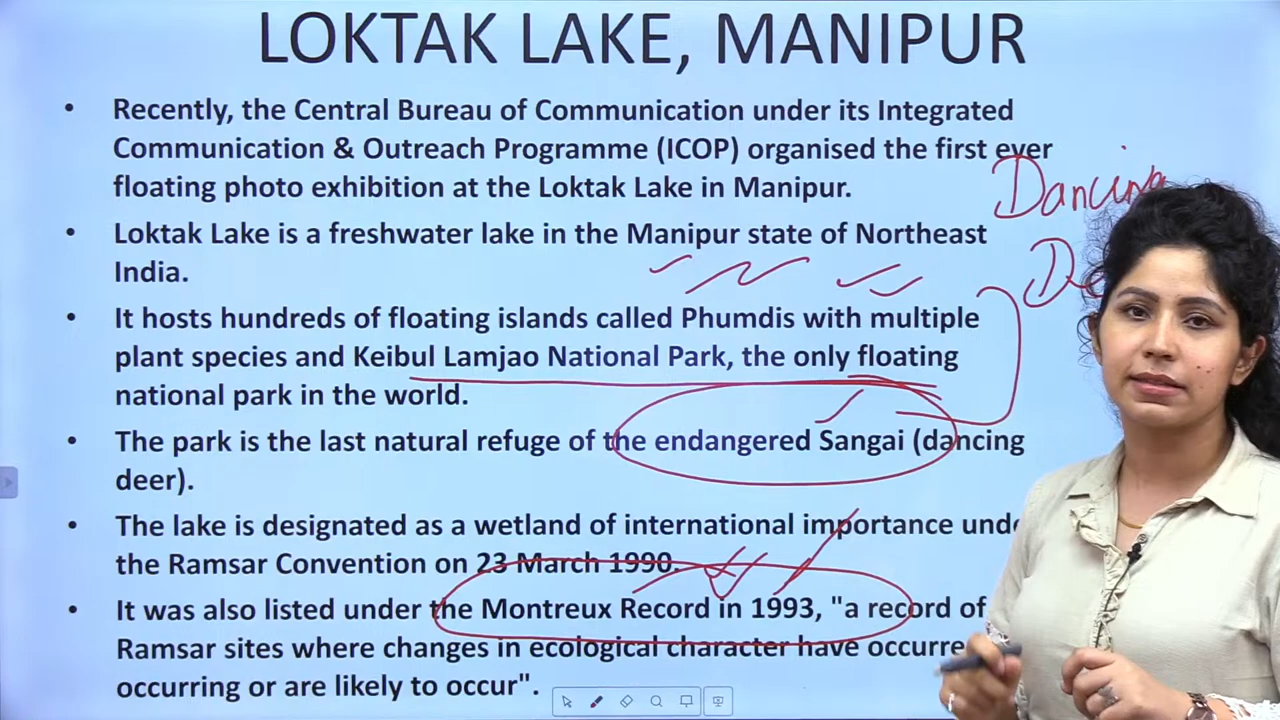 LOKTAK LAKE, MANIPUR
• Recently, the Central Bureau of Communication under its Integrated
Communication & Outreach Programme (ICOP) organised the first ever
floating photo exhibition at the Loktak Lake in Manipur.
• Loktak Lake is a freshwater lake in the Manipur state of Northeast
India.
• It hosts hundreds of floating islands called Phumdis with multiple
plant species and Keibul Lamjao National Park, the only floating
national park in the world.
• The park is the last natural refuge of the endangered Sangai (dancing
deer).
• The lake is designated as a wetland of international importance
the Ramsar Convention on 23 March 1990.
• It was also listed under the Montreux Record in 1993, "a record of
Ramsar sites where changes in ecological character have
occurring or are likely to occur".
Dancing